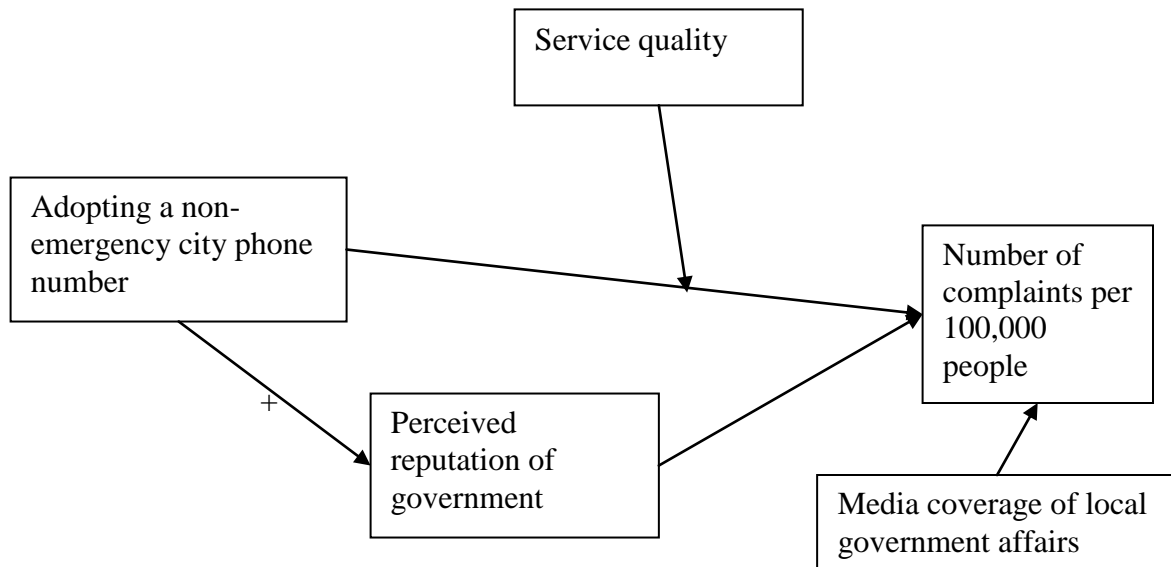 Service quality
Adopting a non-
emergency city phone
number
Number of
complaints per
100,000
people
+
Perceived
reputation of
government
Media coverage of local
government affairs